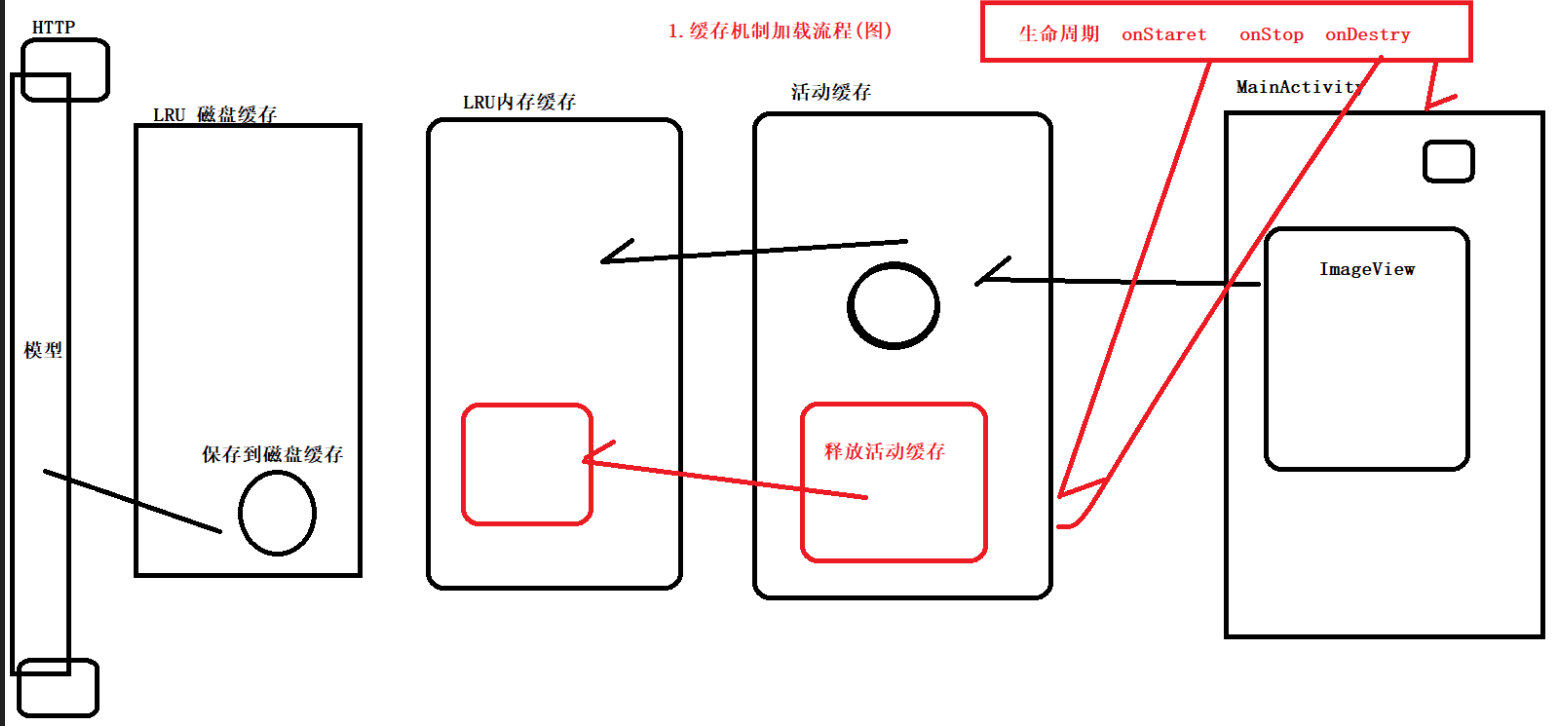 HTTP
1.缓存机制加载流程(图)
生命周期 onStaret onStop onDestry
LRU 磁盘缓存
LRU内存缓存
活动缓存
MainActivity
ImageView
模型
保存到磁盘缓存
释放活动缓存